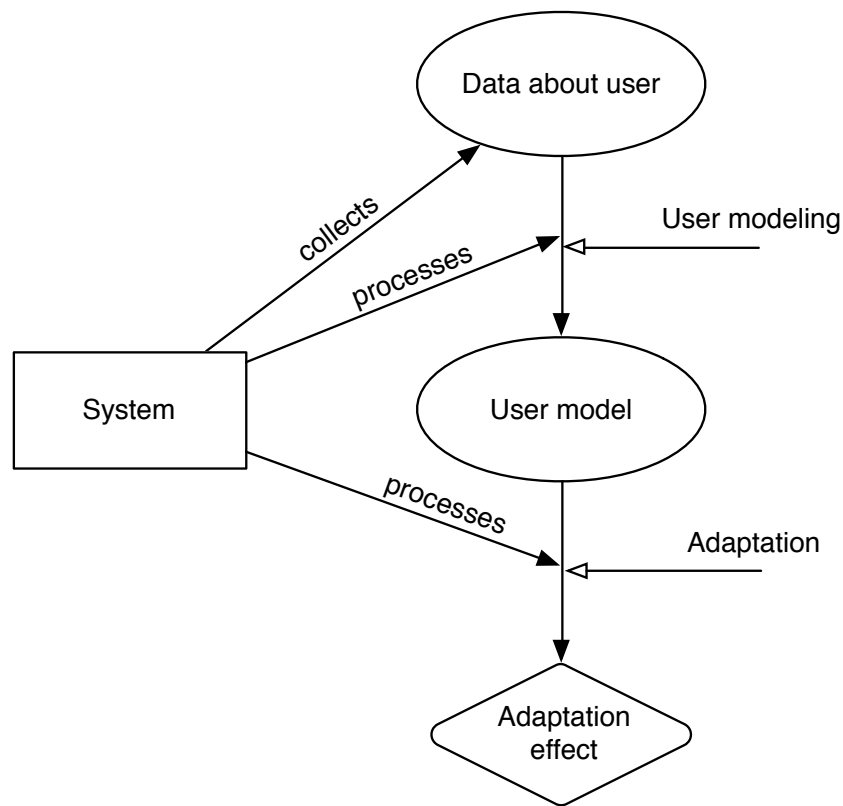 Data about user
collects
User modeling
processes
System
User model
processes
Adaptation
Adaptation
effect